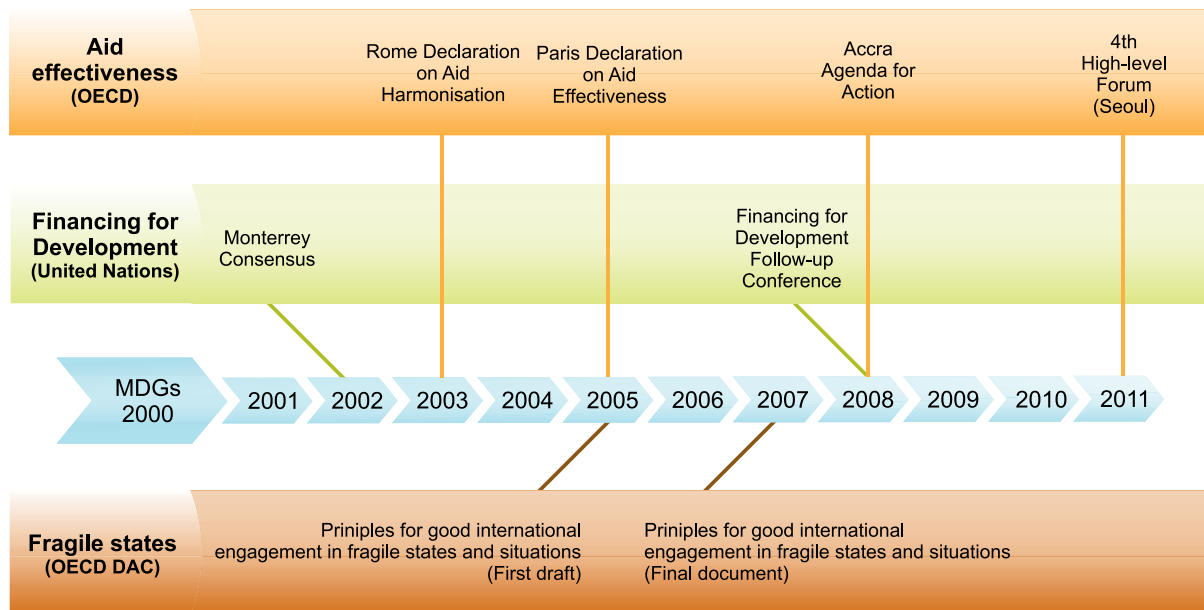 Aid
effectiveness
(OECD)
Rome Declaration
on Aid
Harmonisation
Paris Declaration
on Aid
Effectiveness
Accra
Agenda for
Action
4th
High-level
Forum
(Seoul)
Financing for
Development
(United Nations)
Monterrey
Consensus
Financing for
Development
Follow-up
Conference
MDGs
2000
2001
2002
2003
2004
2005
2006
2007
2008
2009
2010
2011
Fragile states
(OECD DAC)
Priniples for good international
engagement in fragile states and situations
(First draft)
Priniples for good international
engagement in fragile states and situations
(Final document)